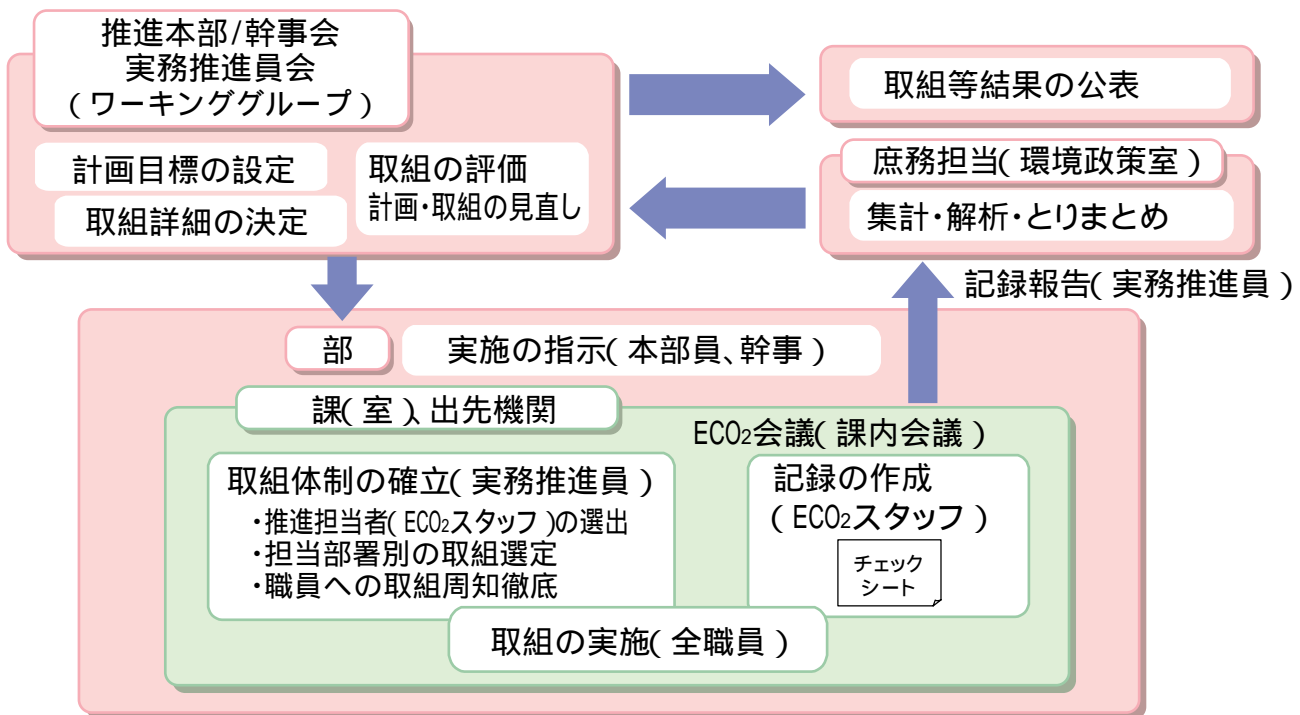 推進本部/幹事会
実務推進員会
(ワーキンググループ)
計画目標の設定
取組詳細の決定
取組の評価
計画・取組の見直し
取組等結果の公表
庶務担当(環境政策室)
集計・解析・とりまとめ
記録報告(実務推進員)
部
実施の指示(本部員、幹事)
課(室)、出先機関
ECO₂会議(課内会議)
取組体制の確立(実務推進員)
・推進担当者(ECO₂スタッフ)の選出
・担当部署別の取組選定
・職員への取組周知徹底
記録の作成
(ECO₂スタッフ)
チェック
シート
取組の実施(全職員)